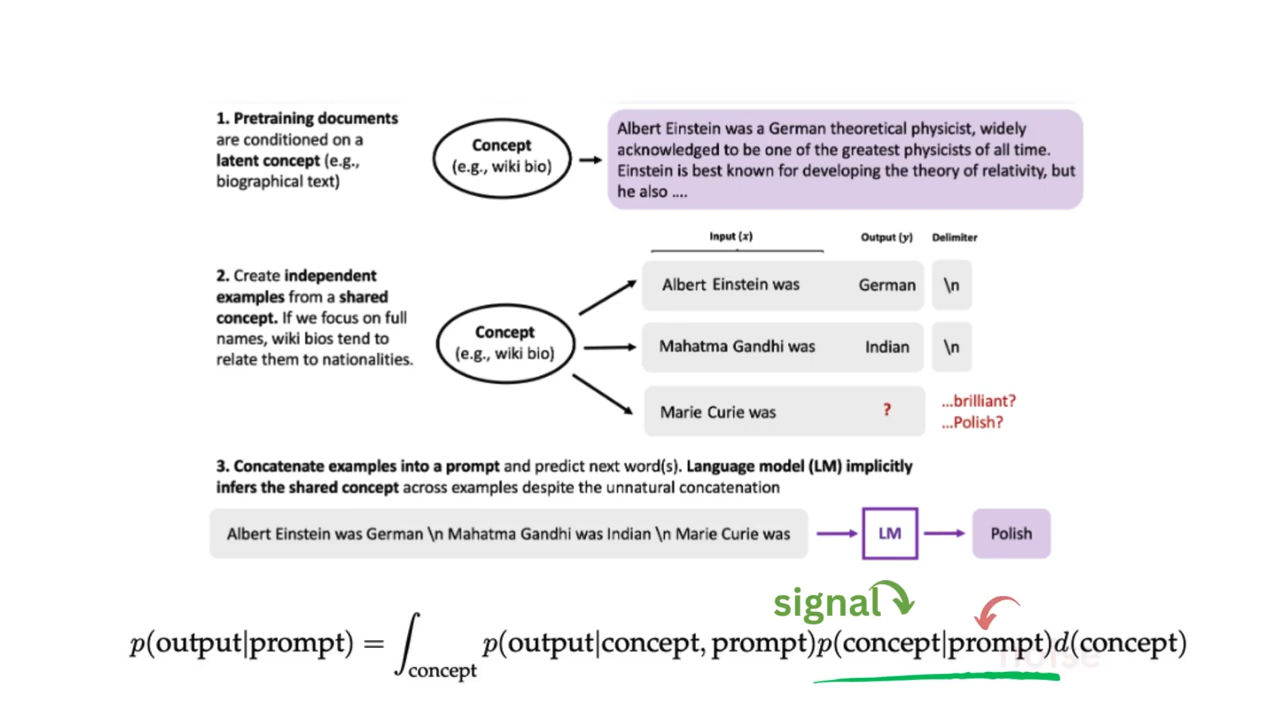 1. Pretraining documents
are conditioned on a
latent concept (e.g.,
biographical text)
Concept
(e.g., wiki bio)
Albert Einstein was a German theoretical physicist, widely
acknowledged to be one of the greatest physicists of all time.
Einstein is best known for developing the theory of relativity, but
he also ....
Input (x)
Output (y)
Delimiter
2. Create independent
examples from a shared
concept. If we focus on full
names, wiki bios tend to
relate them to nationalities.
Concept
(e.g., wiki bio)
Albert Einstein was German \n
Mahatma Gandhi was Indian \n
Marie Curie was ?
...brilliant?
...Polish?
3. Concatenate examples into a prompt and predict next word(s). Language model (LM) implicitly
infers the shared concept across examples despite the unnatural concatenation
Albert Einstein was German \n Mahatma Gandhi was Indian \n Marie Curie was
LM
Polish
signal
p(output|prompt) = ∫concept p(output|concept, prompt)p(concept|prompt)d(concept)